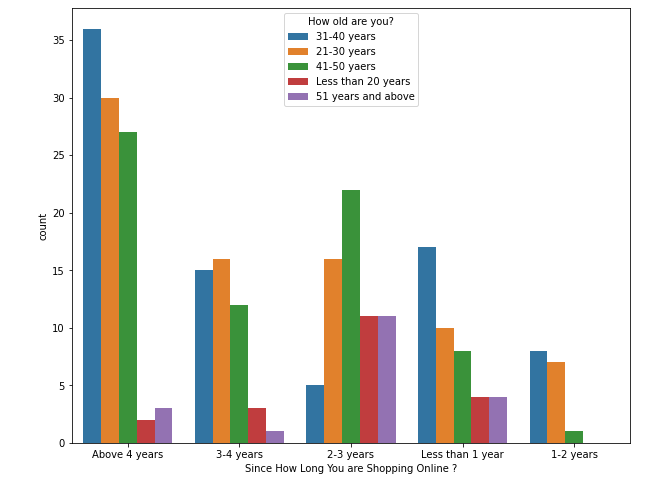 How old are you?
31-40 years
21-30 years
41-50 yaers
Less than 20 years
51 years and above
35
30
25
20
15
10
5
0
count
Above 4 years
3-4 years
2-3 years
Less than 1 year
1-2 years
Since How Long You are Shopping Online ?